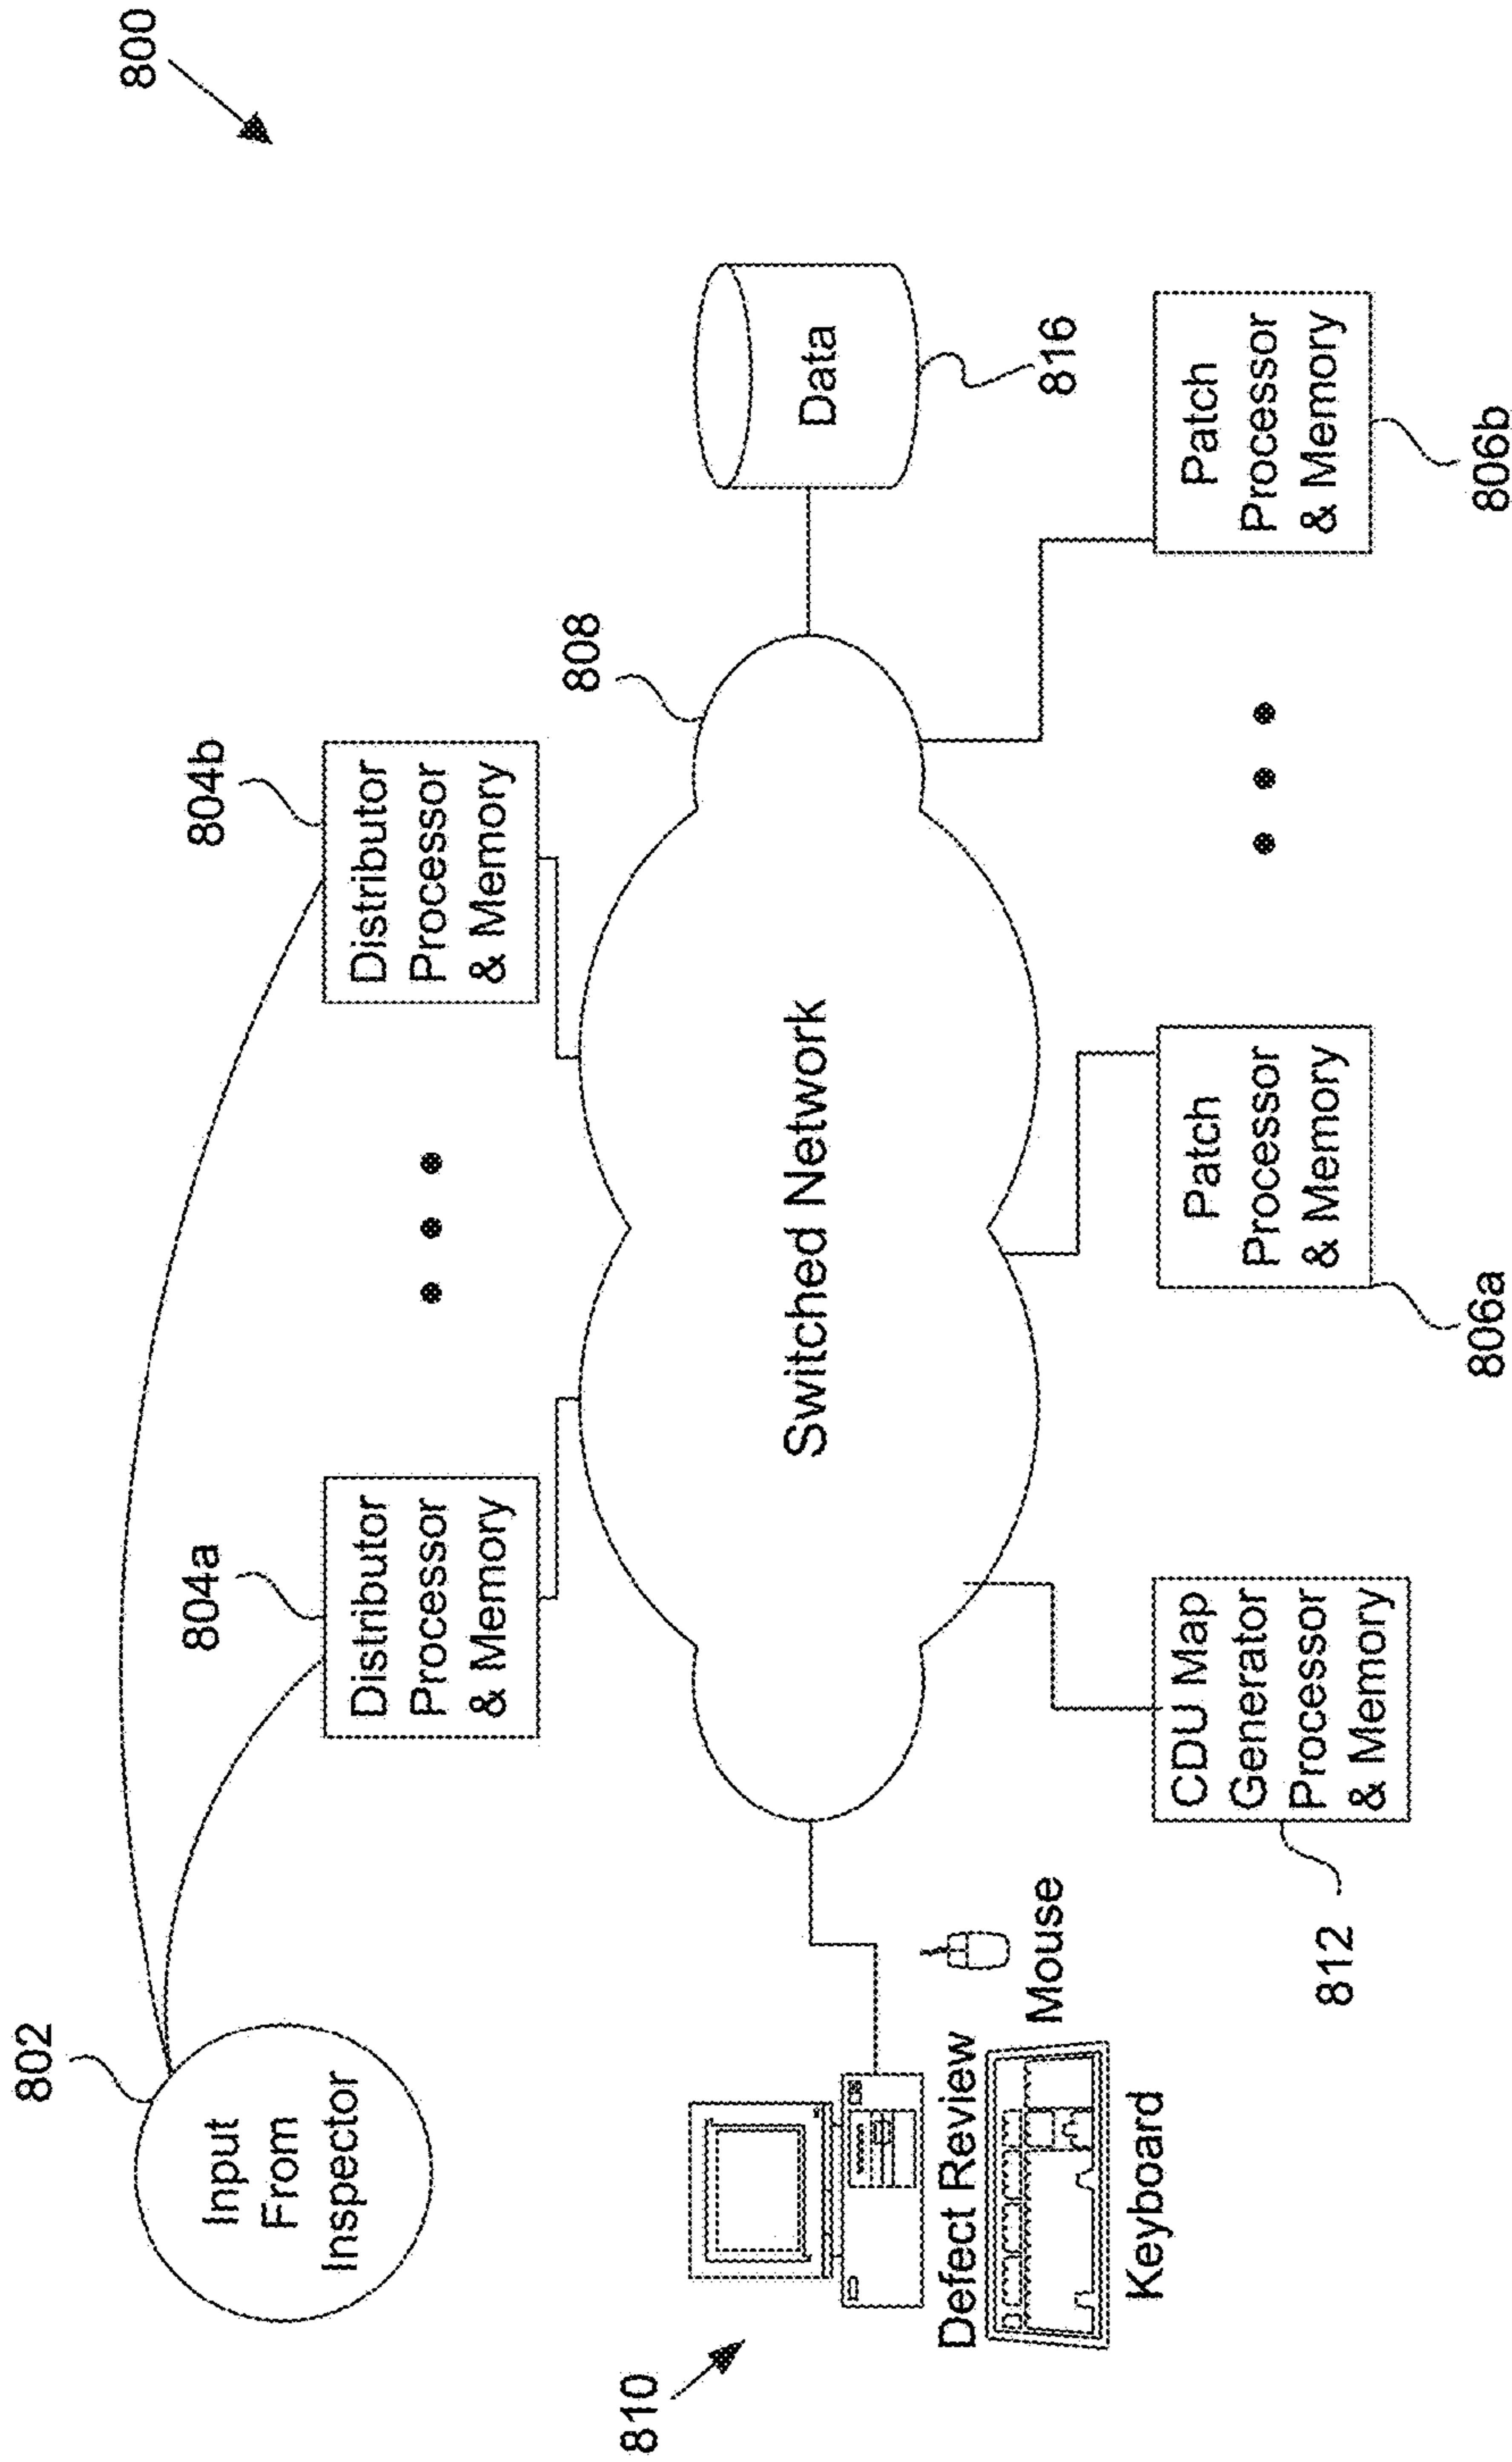 800
802
Input
From
Inspector
804a
Distributor
Processor
& Memory
804b
Distributor
Processor
& Memory
808
Switched Network
Data
816
810
Defect Review
Mouse
Keyboard
CDU Map
Generator
Processor
& Memory
812
Patch
Processor
& Memory
806a
Patch
Processor
& Memory
806b